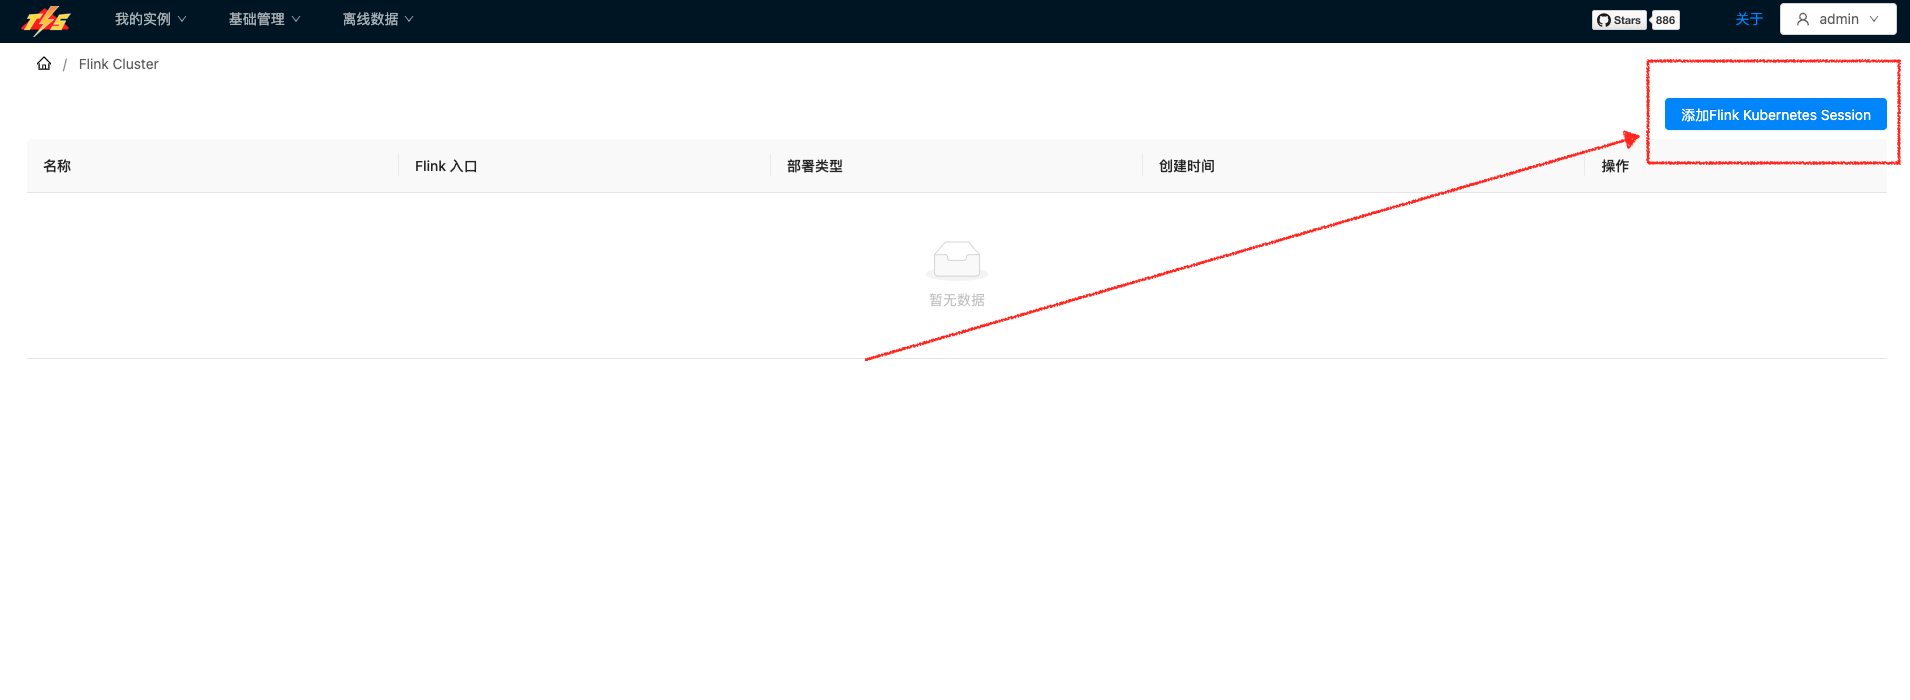 TIS 我的实例 基础管理 离线数据 Stars 886 关于 admin
/ Flink Cluster
添加Flink Kubernetes Session
名称 Flink 入口 部署类型 创建时间 操作
暂无数据